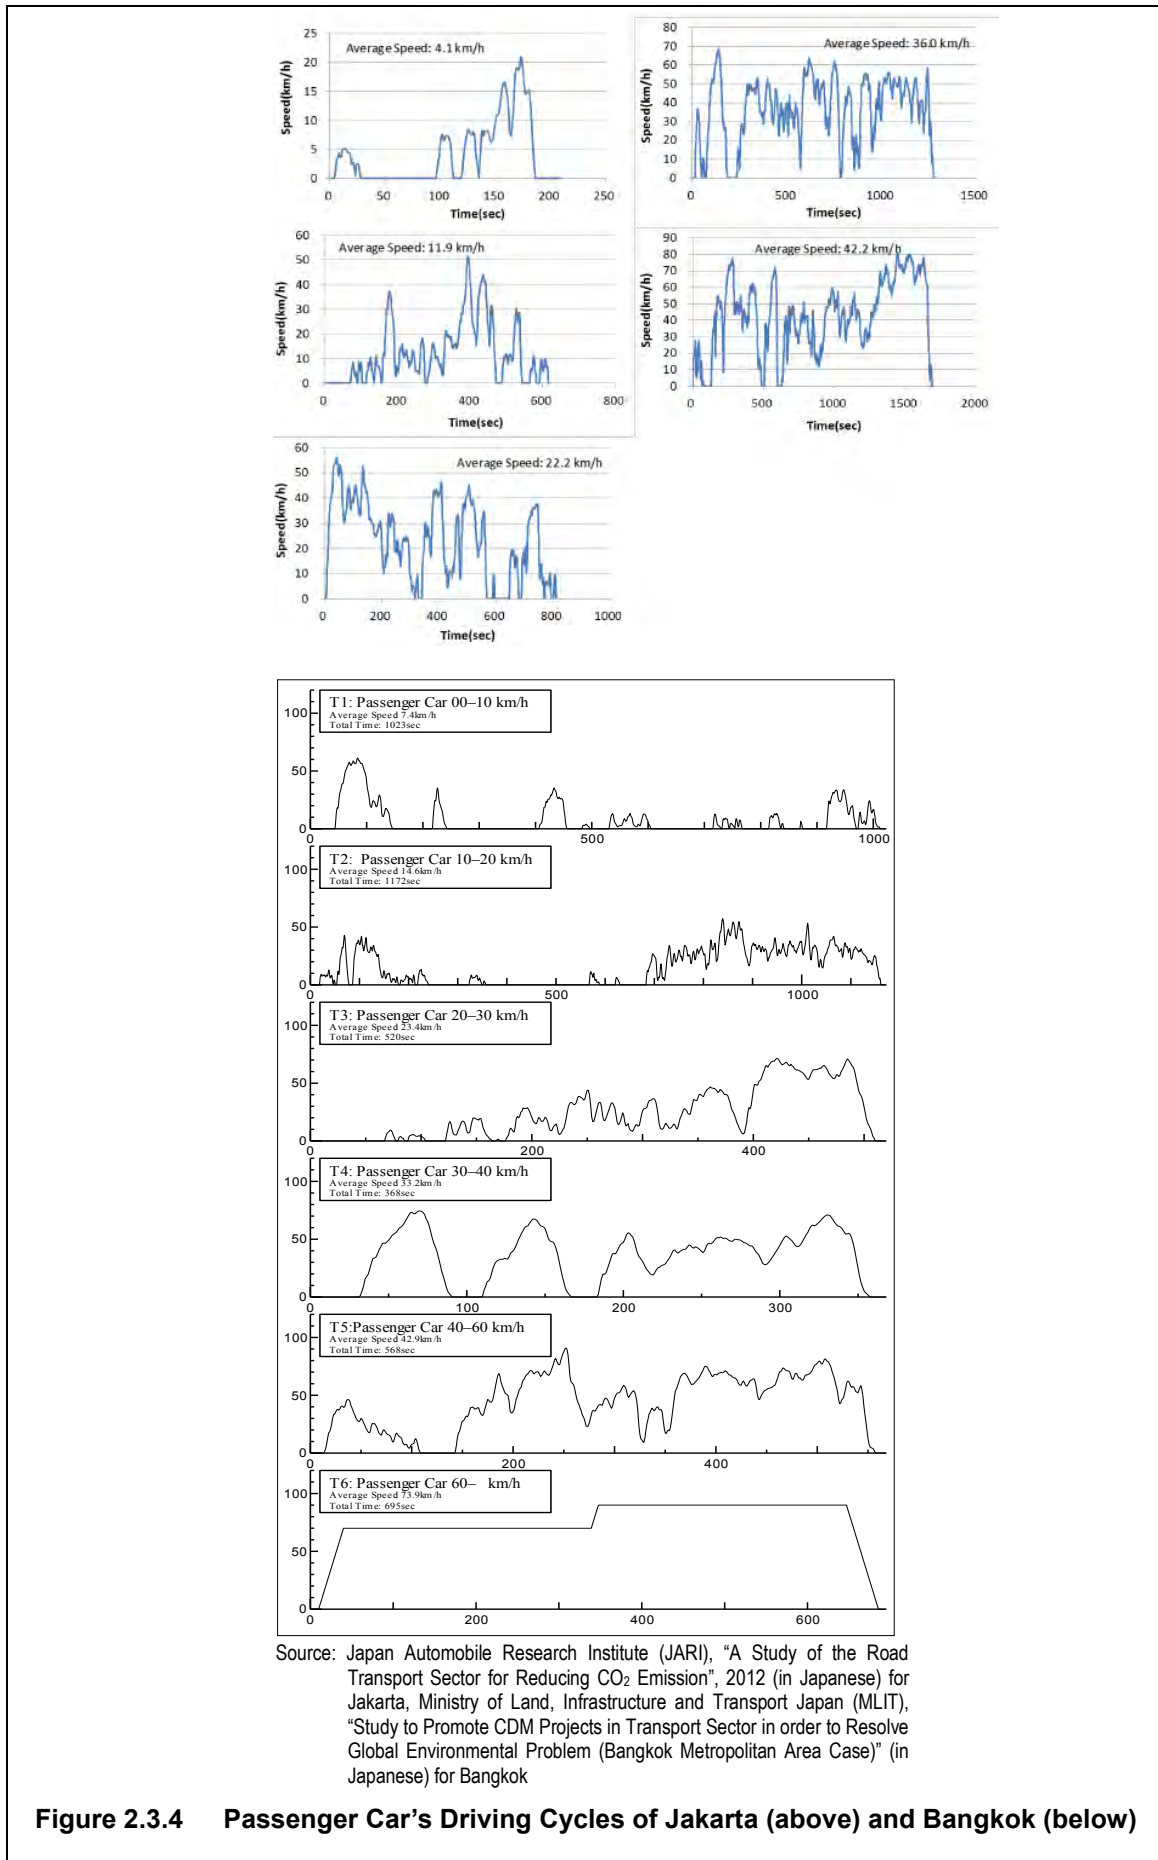 Average Speed: 4.1 km/h
Speed(km/h)
25
20
15
10
5
0
0 50 100 150 200 250
Time(sec)
Average Speed: 36.0 km/h
Speed(km/h)
80
70
60
50
40
30
20
10
0
0 500 1000 1500
Time(sec)
Average Speed: 11.9 km/h
Speed(km/h)
60
50
40
30
20
10
0
0 200 400 600 800
Time(sec)
Average Speed: 42.2 km/h
Speed(km/h)
90
80
70
60
50
40
30
20
10
0
0 500 1000 1500 2000
Time(sec)
Average Speed: 22.2 km/h
Speed(km/h)
60
50
40
30
20
10
0
0 200 400 600 800 1000
Time(sec)
T1: Passenger Car 00–10 km/h
Average Speed 7.4km/h
Total Time: 1023sec
100
50
0
0 500 1000
T2: Passenger Car 10–20 km/h
Average Speed 14.6km/h
Total Time: 1172sec
100
50
0
0 500 1000
T3: Passenger Car 20–30 km/h
Average Speed 23.4km/h
Total Time: 520sec
100
50
0
0 200 400
T4: Passenger Car 30–40 km/h
Average Speed 33.2km/h
Total Time: 368sec
100
50
0
0 100 200 300
T5:Passenger Car 40–60 km/h
Average Speed 42.9km/h
Total Time: 568sec
100
50
0
0 200 400
T6: Passenger Car 60– km/h
Average Speed 73.9km/h
Total Time: 695sec
100
50
0
0 200 400 600
Source: Japan Automobile Research Institute (JARI), “A Study of the Road
Transport Sector for Reducing CO2 Emission”, 2012 (in Japanese) for
Jakarta, Ministry of Land, Infrastructure and Transport Japan (MLIT),
“Study to Promote CDM Projects in Transport Sector in order to Resolve
Global Environmental Problem (Bangkok Metropolitan Area Case)” (in
Japanese) for Bangkok
Figure 2.3.4 Passenger Car’s Driving Cycles of Jakarta (above) and Bangkok (below)